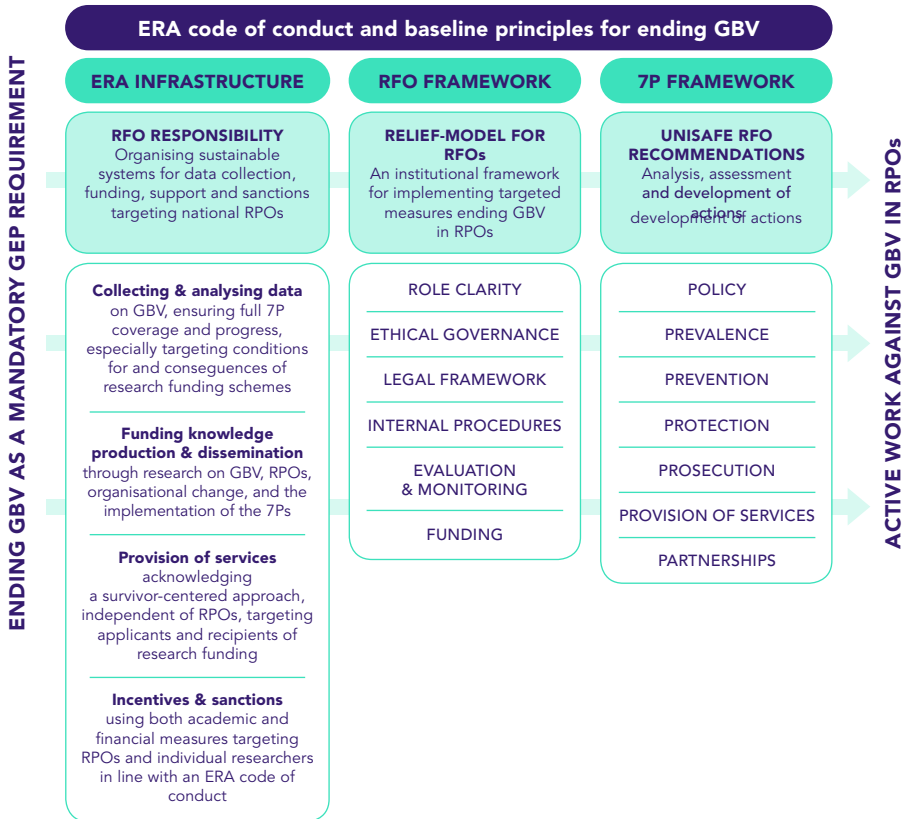 ERA code of conduct and baseline principles for ending GBV
ENDING GBV AS A MANDATORY GEP REQUIREMENT
ERA INFRASTRUCTURE
RFO RESPONSIBILITY
Organising sustainable
systems for data collection,
funding, support and sanctions
targeting national RPOs
Collecting & analysing data
on GBV, ensuring full 7P
coverage and progress,
especially targeting conditions
for and conseguences of
research funding schemes
Funding knowledge
production & dissemination
through research on GBV, RPOs,
organisational change, and the
implementation of the 7Ps
Provision of services
acknowledging
a survivor-centered approach,
independent of RPOs, targeting
applicants and recipients of
research funding
Incentives & sanctions
using both academic and
financial measures targeting
RPOs and individual researchers
in line with an ERA code of
conduct
RFO FRAMEWORK
RELIEF-MODEL FOR
RFOs
An institutional framework
for implementing targeted
measures ending GBV
in RPOs
ROLE CLARITY
ETHICAL GOVERNANCE
LEGAL FRAMEWORK
INTERNAL PROCEDURES
EVALUATION
& MONITORING
FUNDING
7P FRAMEWORK
UNISAFE RFO
RECOMMENDATIONS
Analysis, assessment
and development of
actions
development of actions
POLICY
PREVALENCE
PREVENTION
PROTECTION
PROSECUTION
PROVISION OF SERVICES
PARTNERSHIPS
ACTIVE WORK AGAINST GBV IN RPOs